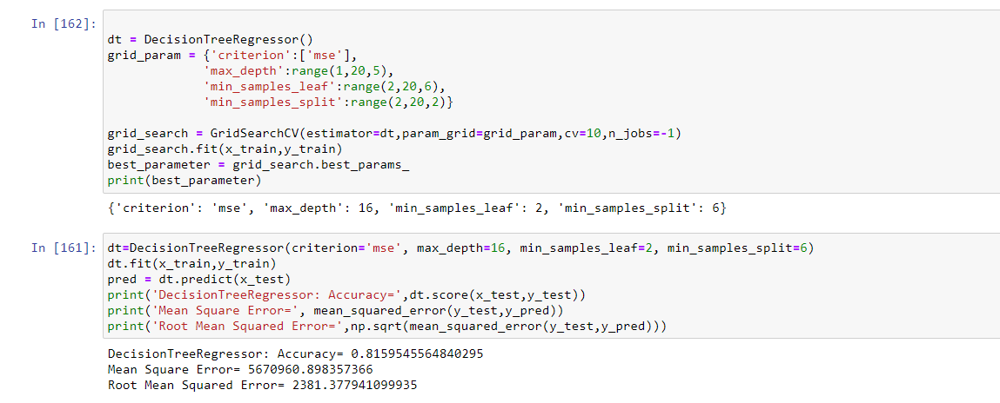 In [162]:
dt = DecisionTreeRegressor()
grid_param = {'criterion':['mse'],
'max_depth':range(1,20,5),
'min_samples_leaf':range(2,20,6),
'min_samples_split':range(2,20,2)}
grid_search = GridSearchCV(estimator=dt,param_grid=grid_param,cv=10,n_jobs=-1)
grid_search.fit(x_train,y_train)
best_parameter = grid_search.best_params_
print(best_parameter)
{'criterion': 'mse', 'max_depth': 16, 'min_samples_leaf': 2, 'min_samples_split': 6}
In [161]:
dt=DecisionTreeRegressor(criterion='mse', max_depth=16, min_samples_leaf=2, min_samples_split=6)
dt.fit(x_train,y_train)
pred = dt.predict(x_test)
print('DecisionTreeRegressor: Accuracy=',dt.score(x_test,y_test))
print('Mean Square Error=', mean_squared_error(y_test,y_pred))
print('Root Mean Squared Error=',np.sqrt(mean_squared_error(y_test,y_pred)))
DecisionTreeRegressor: Accuracy= 0.8159545564840295
Mean Square Error= 5670960.898357366
Root Mean Squared Error= 2381.377941099935